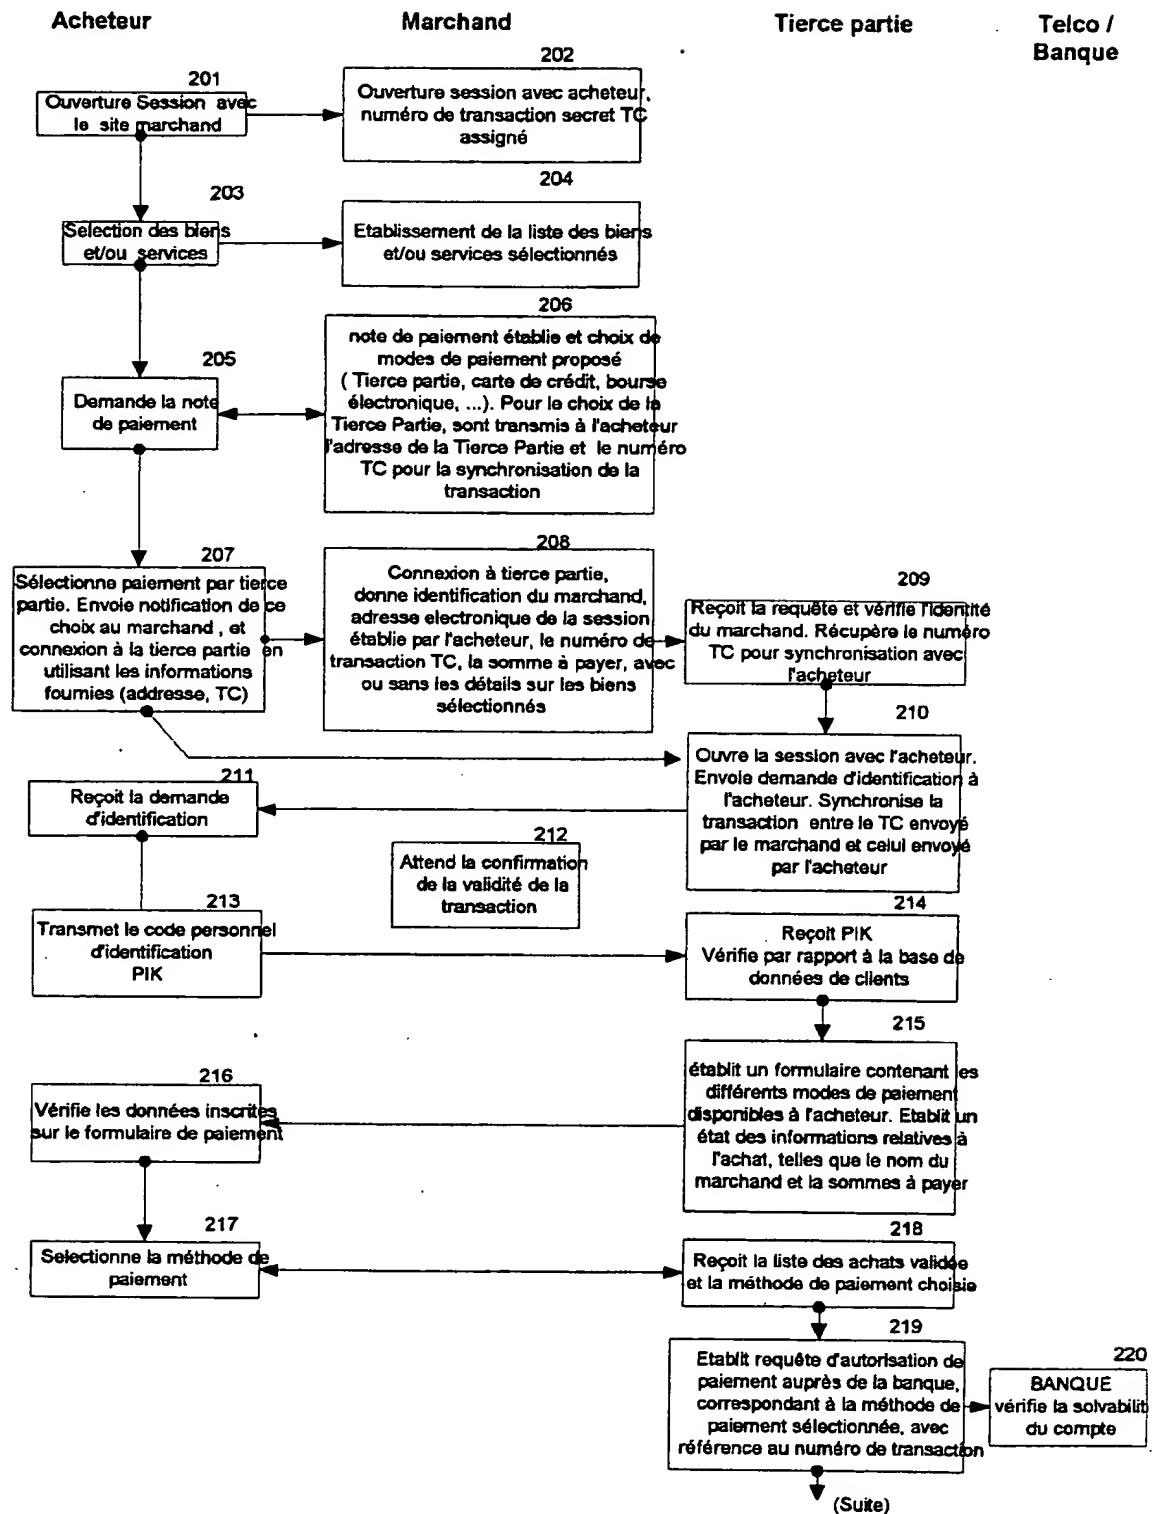 Acheteur
Marchand
Tierce partie
Telco /
Banque
201
Ouverture Session avec
le site marchand
202
Ouverture session avec acheteur,
numéro de transaction secret TC
assigné
203
Selection des biens
et/ou services
204
Etablissement de la liste des biens
et/ou services sélectionnés
205
Demande la note
de paiement
206
note de paiement établie et choix de
modes de paiement proposé
( Tierce partie, carte de crédit, bourse
électronique, ...). Pour le choix de la
Tierce Partie, sont transmis à l'acheteur
l'adresse de la Tierce Partie et le numéro
TC pour la synchronisation de la
transaction
207
Sélectionne paiement par tierce
partie. Envoie notification de ce
choix au marchand , et
connexion à la tierce partie en
utilisant les informations
fournies (addresse, TC)
208
Connexion à tierce partie,
donne identification du marchand,
adresse electronique de la session
établie par l'acheteur, le numéro de
transaction TC, la somme à payer, avec
ou sans les détails sur les biens
sélectionnés
209
Reçoit la requête et vérifie l'identité
du marchand. Récupère le numéro
TC pour synchronisation avec
l'acheteur
210
Ouvre la session avec l'acheteur.
Envoie demande d'identification à
l'acheteur. Synchronise la
transaction entre le TC envoyé
par le marchand et celui envoyé
par l'acheteur
211
Reçoit la demande
d'identification
212
Attend la confirmation
de la validité de la
transaction
213
Transmet le code personnel
d'identification
PIK
214
Reçoit PIK
Vérifie par rapport à la base de
données de clients
215
établit un formulaire contenant les
différents modes de paiement
disponibles à l'acheteur. Etablit un
état des informations relatives à
l'achat, telles que le nom du
marchand et la sommes à payer
216
Vérifie les données inscrites
sur le formulaire de paiement
217
Selectionne la méthode de
paiement
218
Reçoit la liste des achats validée
et la méthode de paiement choisie
219
Etablit requête d'autorisation de
paiement auprès de la banque,
correspondant à la méthode de
paiement sélectionnée, avec
référence au numéro de transaction
220
BANQUE
vérifie la solvabilit
du compte
(Suite)